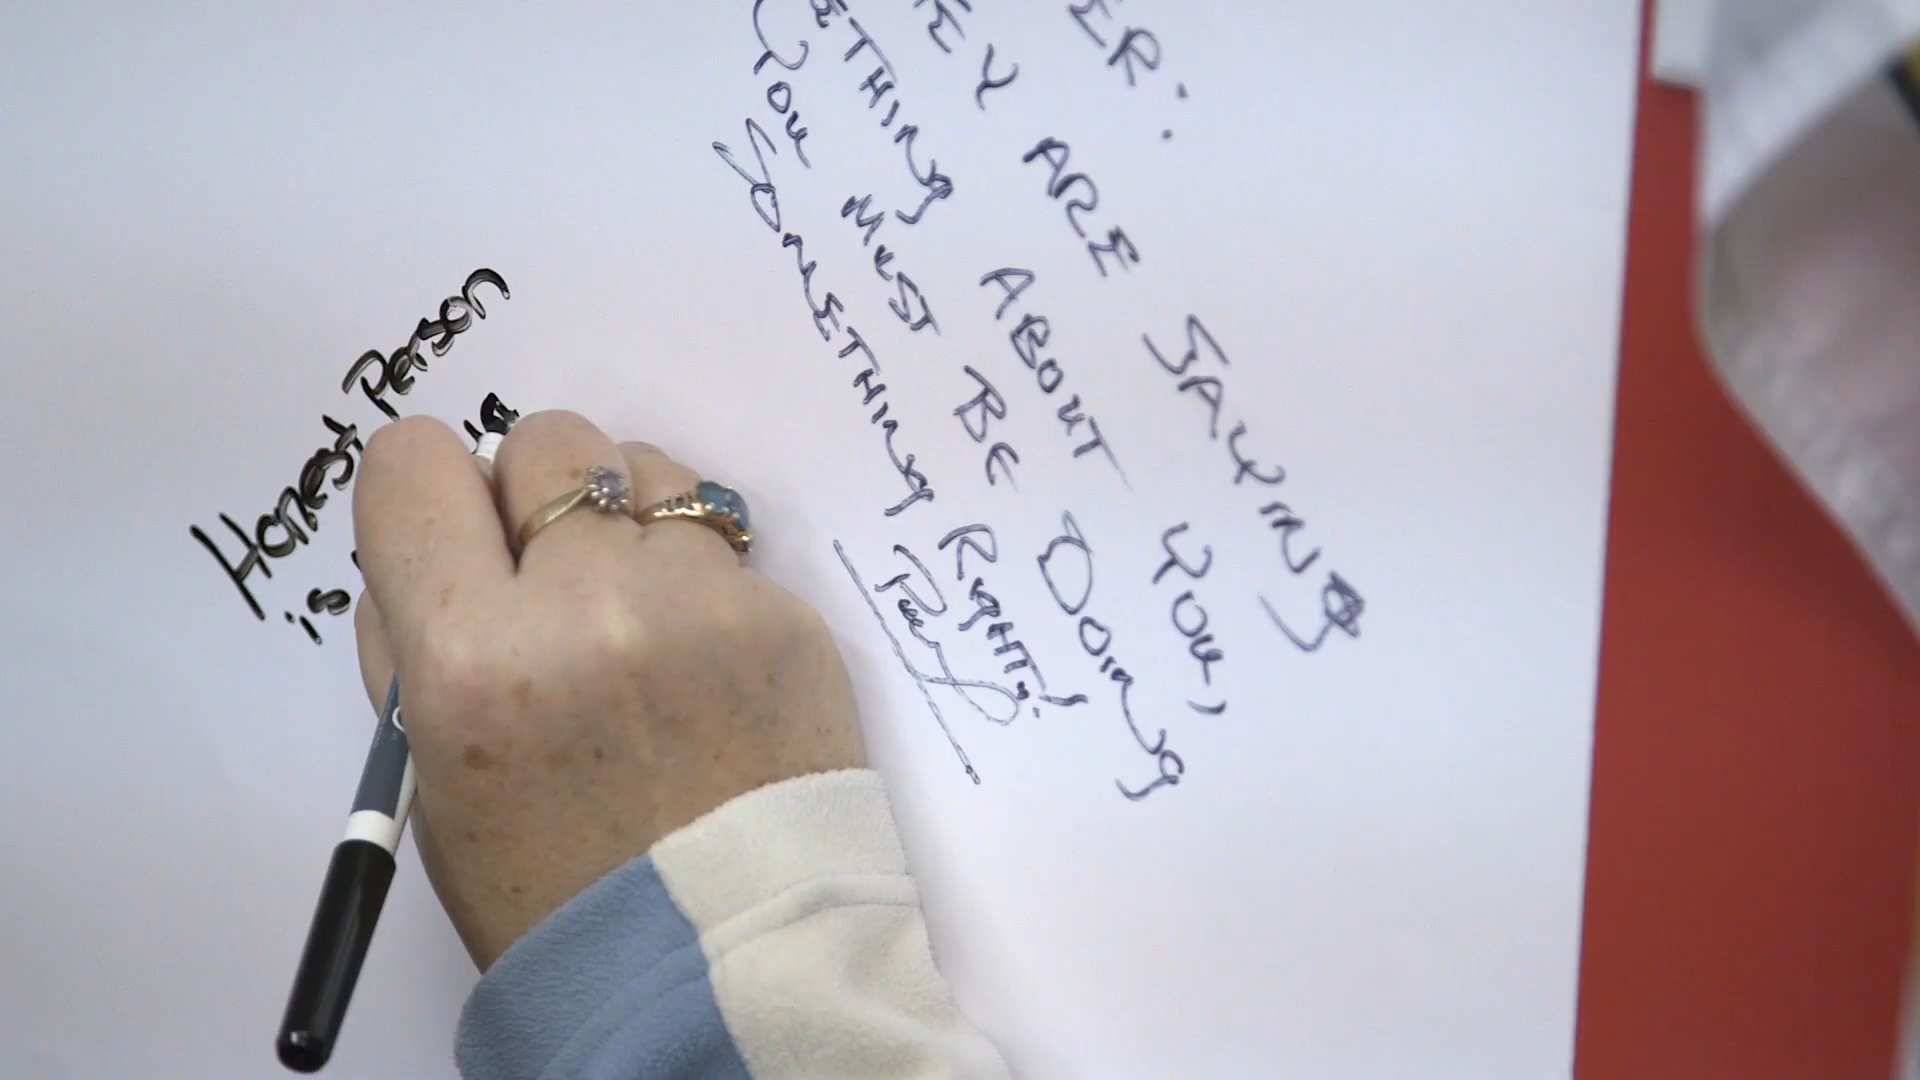 Honest Person
is
ER:
EY ARE SAYING
ETHING ABOUT YOU,
YOU MUST BE DOING
SOMETHING RIGHT!